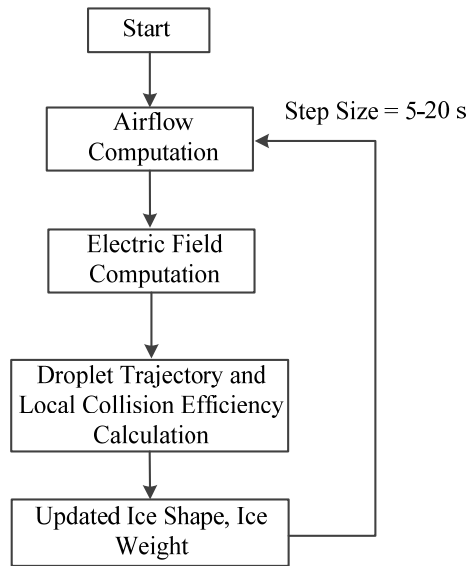 Start
Step Size = 5-20 s
Airflow
Computation
Electric Field
Computation
Droplet Trajectory and
Local Collision Efficiency
Calculation
Updated Ice Shape, Ice
Weight